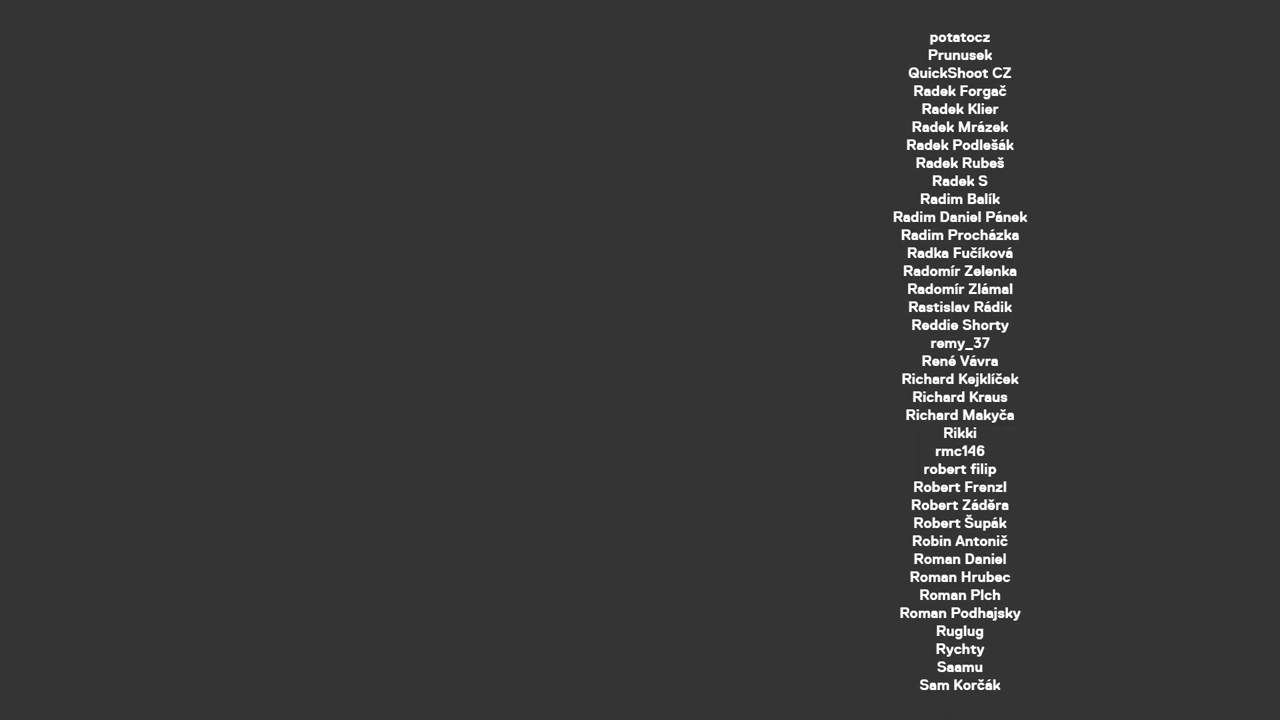 potatocz
Prunusek
QuickShoot CZ
Radek Forgač
Radek Klier
Radek Mrázek
Radek Podlešák
Radek Rubeš
Radek S
Radim Balík
Radim Daniel Pánek
Radim Procházka
Radka Fučíková
Radomír Zelenka
Radomír Zlámal
Rastislav Rádik
Reddie Shorty
remy_37
René Vávra
Richard Kejklíček
Richard Kraus
Richard Makyča
Rikki
rmc146
robert filip
Robert Frenzl
Robert Záděra
Robert Šupák
Robin Antonič
Roman Daniel
Roman Hrubec
Roman Plch
Roman Podhajsky
Ruglug
Rychty
Saamu
Sam Korčák